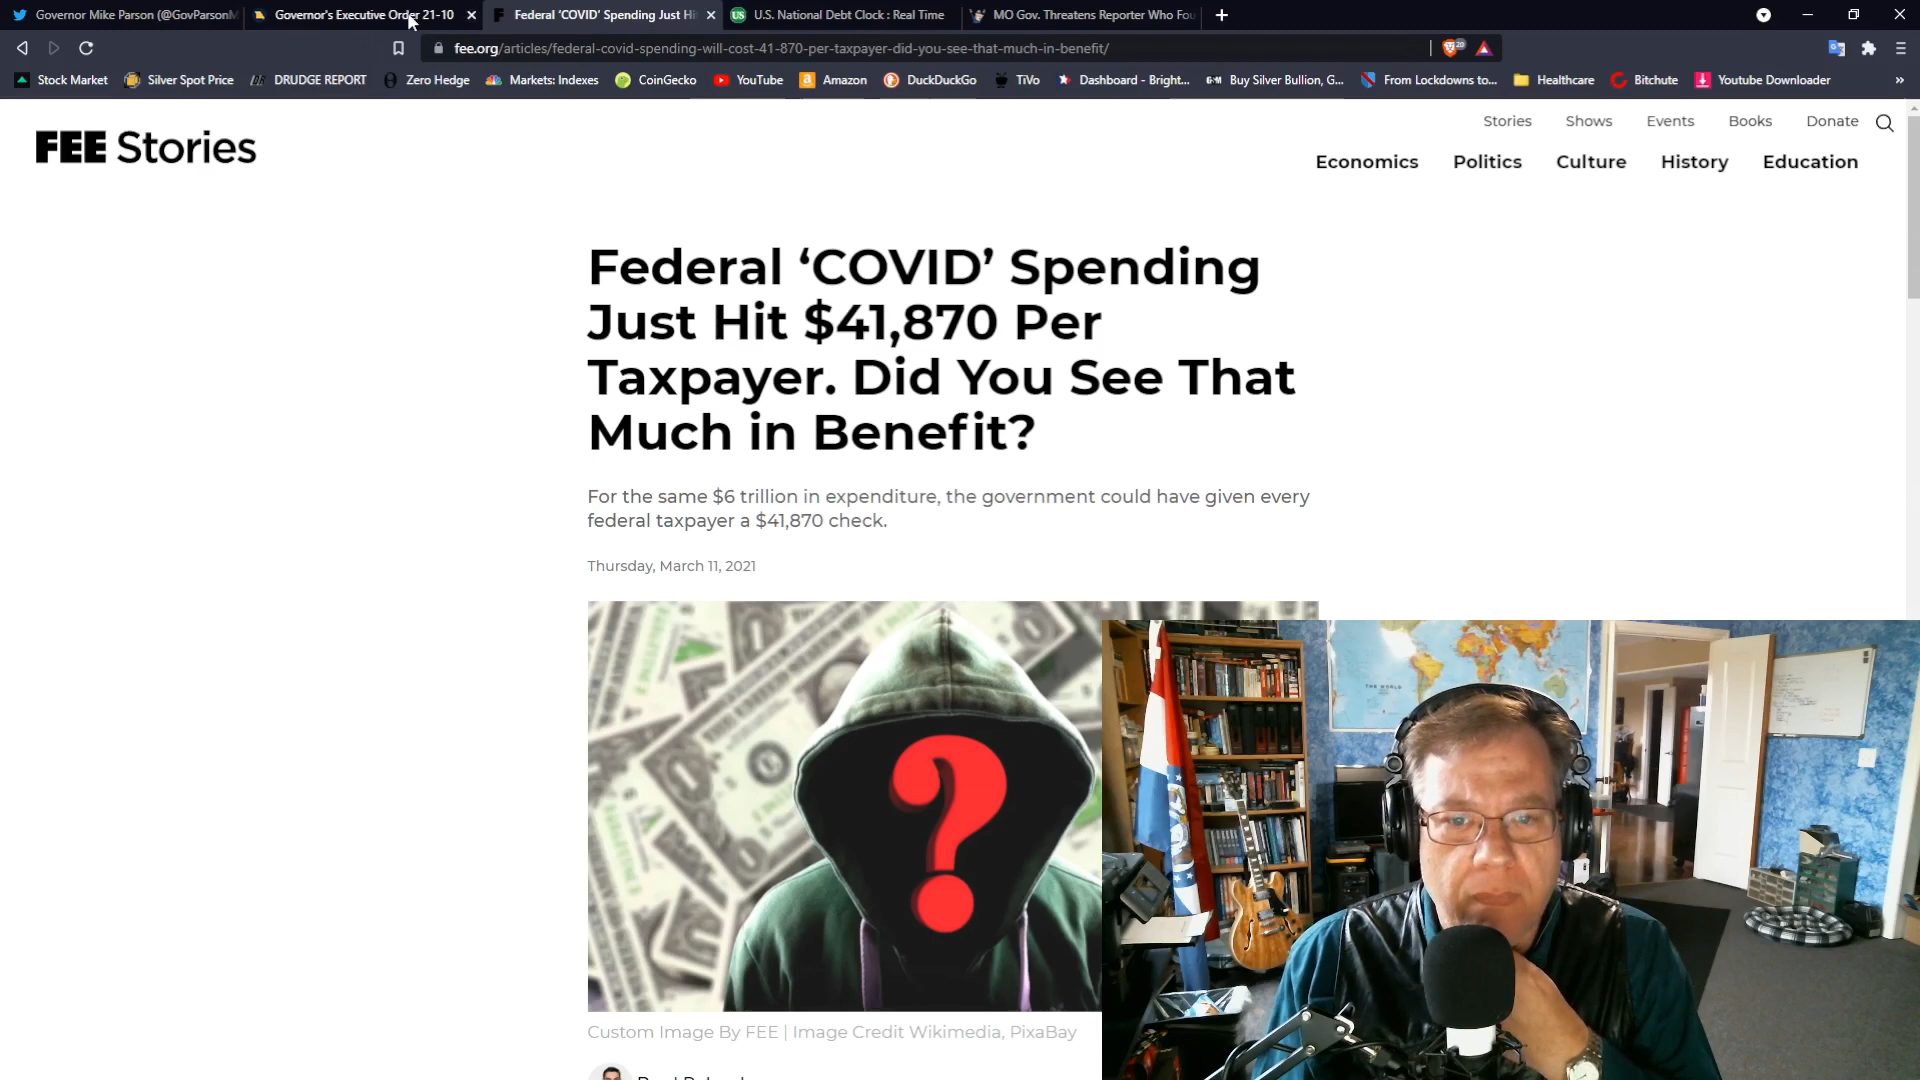 Governor Mike Parson (@GovParsonM
Governor's Executive Order 21-10
Federal ‘COVID’ Spending Just Hi
U.S. National Debt Clock : Real Time
MO Gov. Threatens Reporter Who Fou
fee.org/articles/federal-covid-spending-will-cost-41-870-per-taxpayer-did-you-see-that-much-in-benefit/
Stock Market
Silver Spot Price
DRUDGE REPORT
Zero Hedge
Markets: Indexes
CoinGecko
YouTube
Amazon
DuckDuckGo
TiVo
Dashboard - Bright...
Buy Silver Bullion, G...
From Lockdowns to...
Healthcare
Bitchute
Youtube Downloader
»
FEE Stories
Stories
Shows
Events
Books
Donate
Economics
Politics
Culture
History
Education
Federal ‘COVID’ Spending
Just Hit $41,870 Per
Taxpayer. Did You See That
Much in Benefit?
For the same $6 trillion in expenditure, the government could have given every
federal taxpayer a $41,870 check.
Thursday, March 11, 2021
?
THE WORLD
Custom Image By FEE | Image Credit Wikimedia, PixaBay